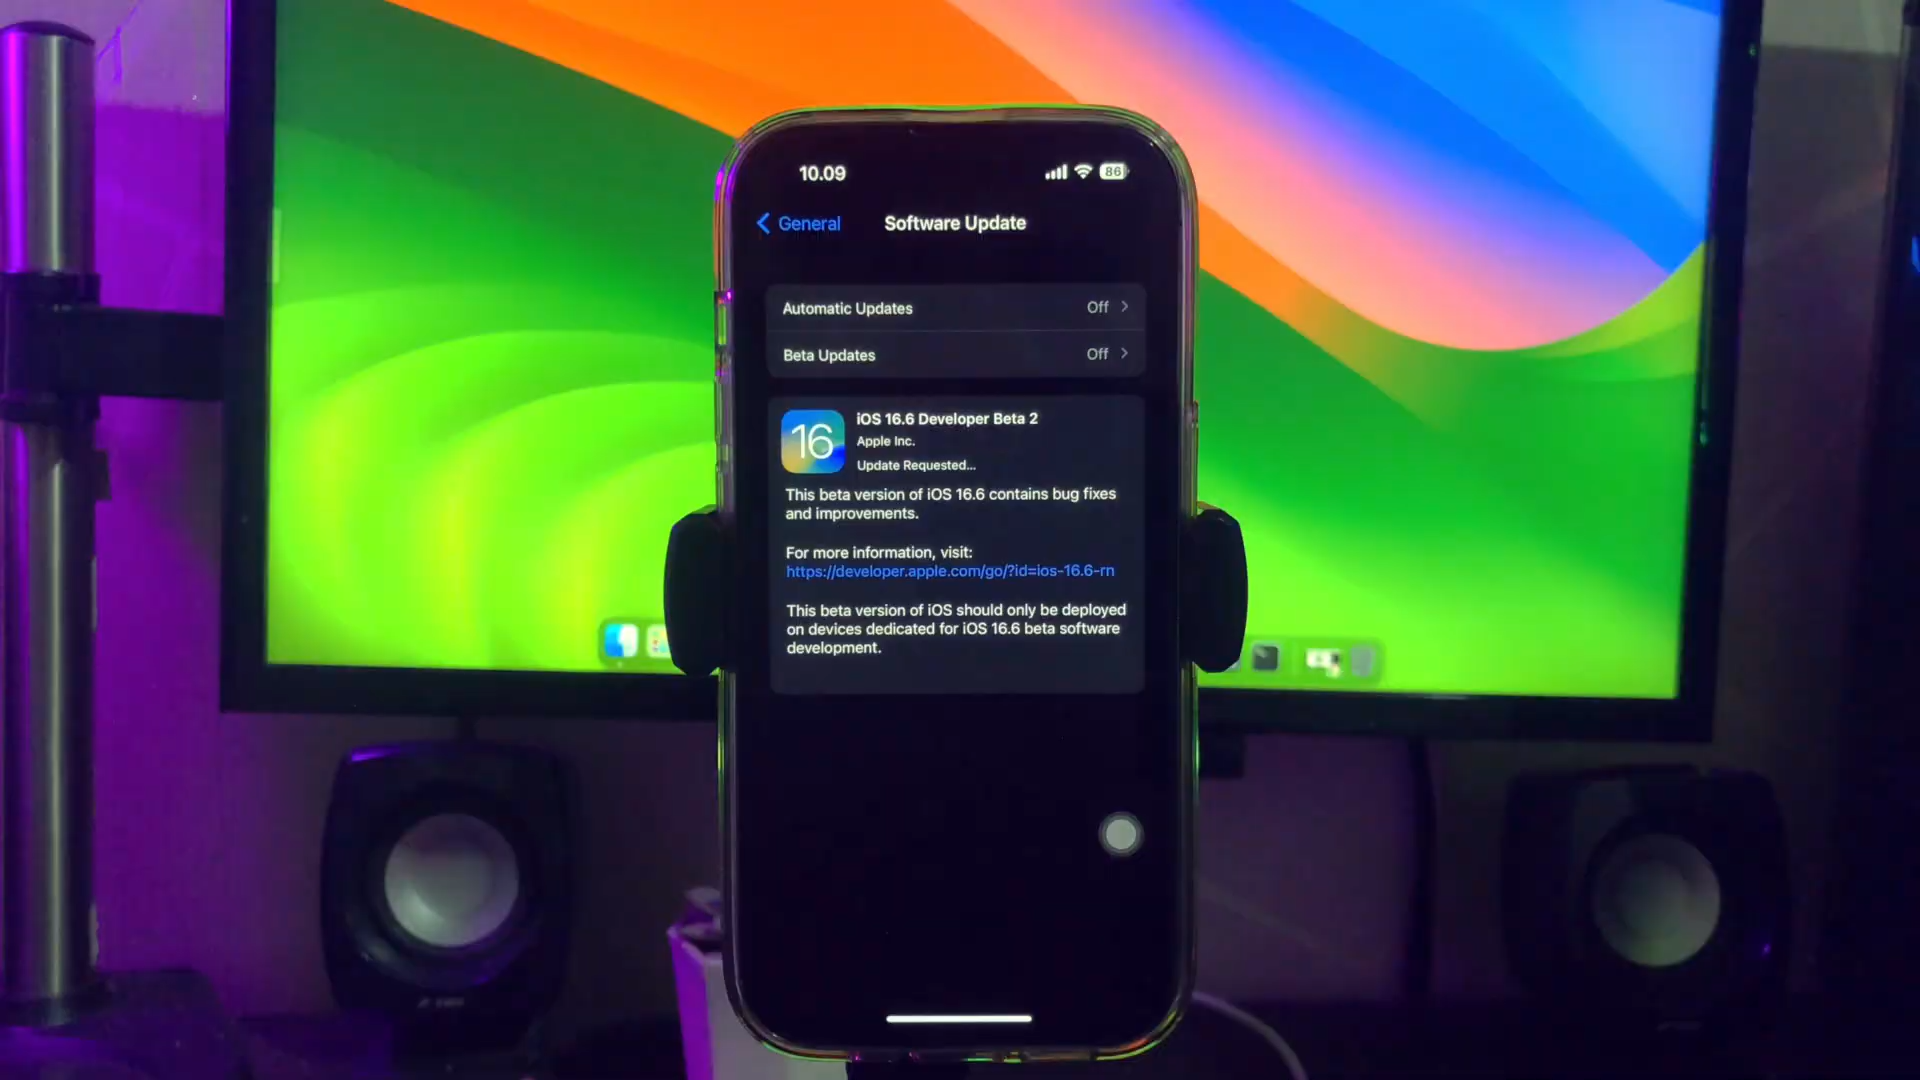 10.09
86
General
Software Update
Automatic Updates
Off
Beta Updates
Off
16
iOS 16.6 Developer Beta 2
Apple Inc.
Update Requested...
This beta version of iOS 16.6 contains bug fixes
and improvements.
For more information, visit:
https://developer.apple.com/go/?id=ios-16.6-rn
This beta version of iOS should only be deployed
on devices dedicated for iOS 16.6 beta software
development.